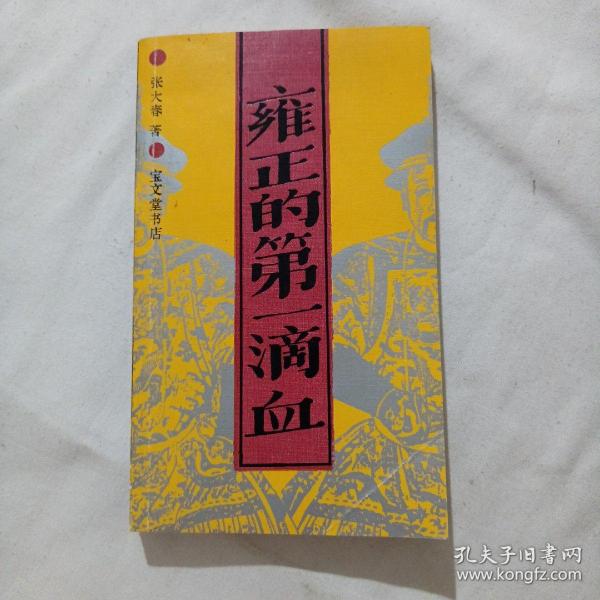 雍正的第一滴血
张大春 著
宝文堂书店
孔夫子旧書网
www.kongfz.com